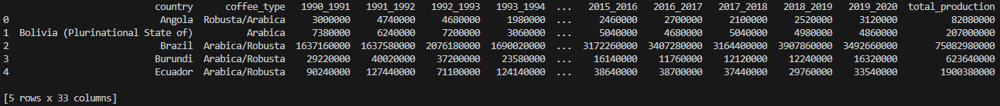 country coffee_type 1990_1991 1991_1992 1992_1993 1993_1994 ... 2015_2016 2016_2017 2017_2018 2018_2019 2019_2020 total_production
0 Angola Robusta/Arabica 3000000 4740000 4680000 1980000 ... 2460000 2700000 2100000 2520000 3120000 82080000
1 Bolivia (Plurinational State of) Arabica 7380000 6240000 7200000 3060000 ... 5040000 4680000 5040000 4980000 4860000 207000000
2 Brazil Arabica/Robusta 1637160000 1637580000 2076180000 1690020000 ... 3172260000 3407280000 3164400000 3907860000 3492660000 75082980000
3 Burundi Arabica/Robusta 29220000 40020000 37200000 23580000 ... 16140000 11760000 12120000 12240000 16320000 623640000
4 Ecuador Arabica/Robusta 90240000 127440000 71100000 124140000 ... 38640000 38700000 37440000 29760000 33540000 1900380000
[5 rows x 33 columns]